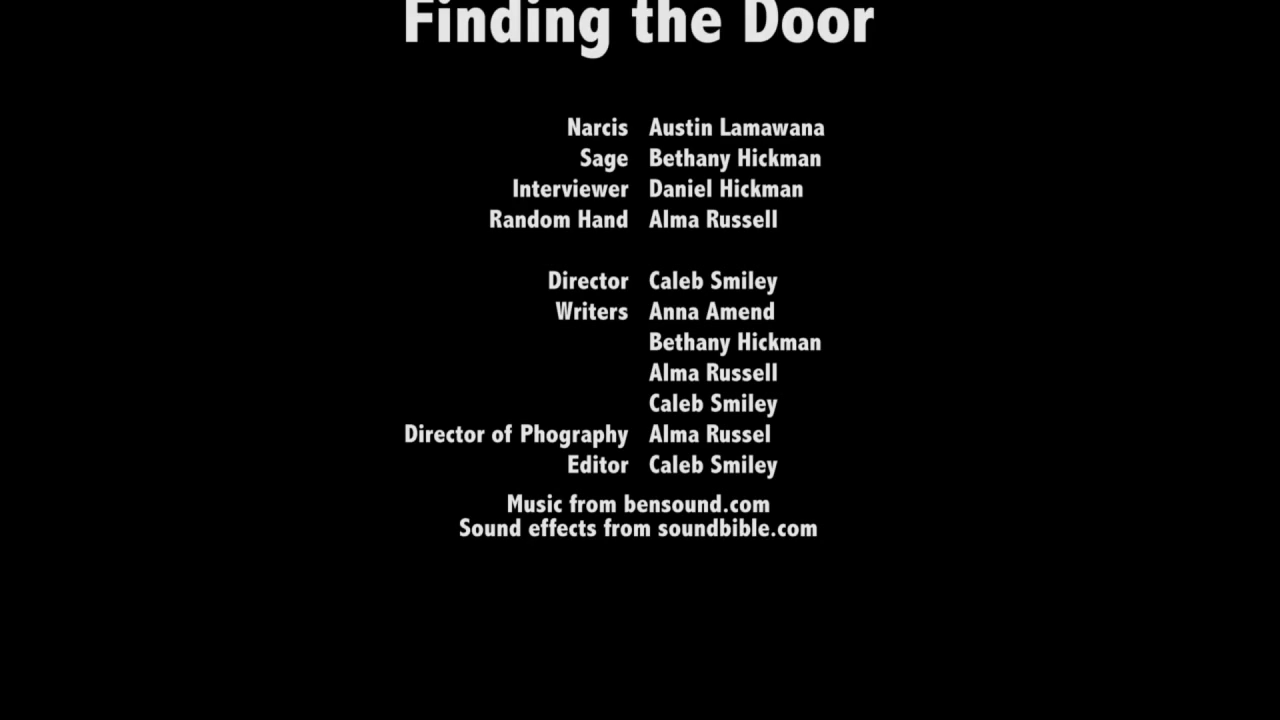 Finding the Door
Narcis Austin Lamawana
Sage Bethany Hickman
Interviewer Daniel Hickman
Random Hand Alma Russell
Director Caleb Smiley
Writers Anna Amend
Bethany Hickman
Alma Russell
Caleb Smiley
Director of Phography Alma Russel
Editor Caleb Smiley
Music from bensound.com
Sound effects from soundbible.com